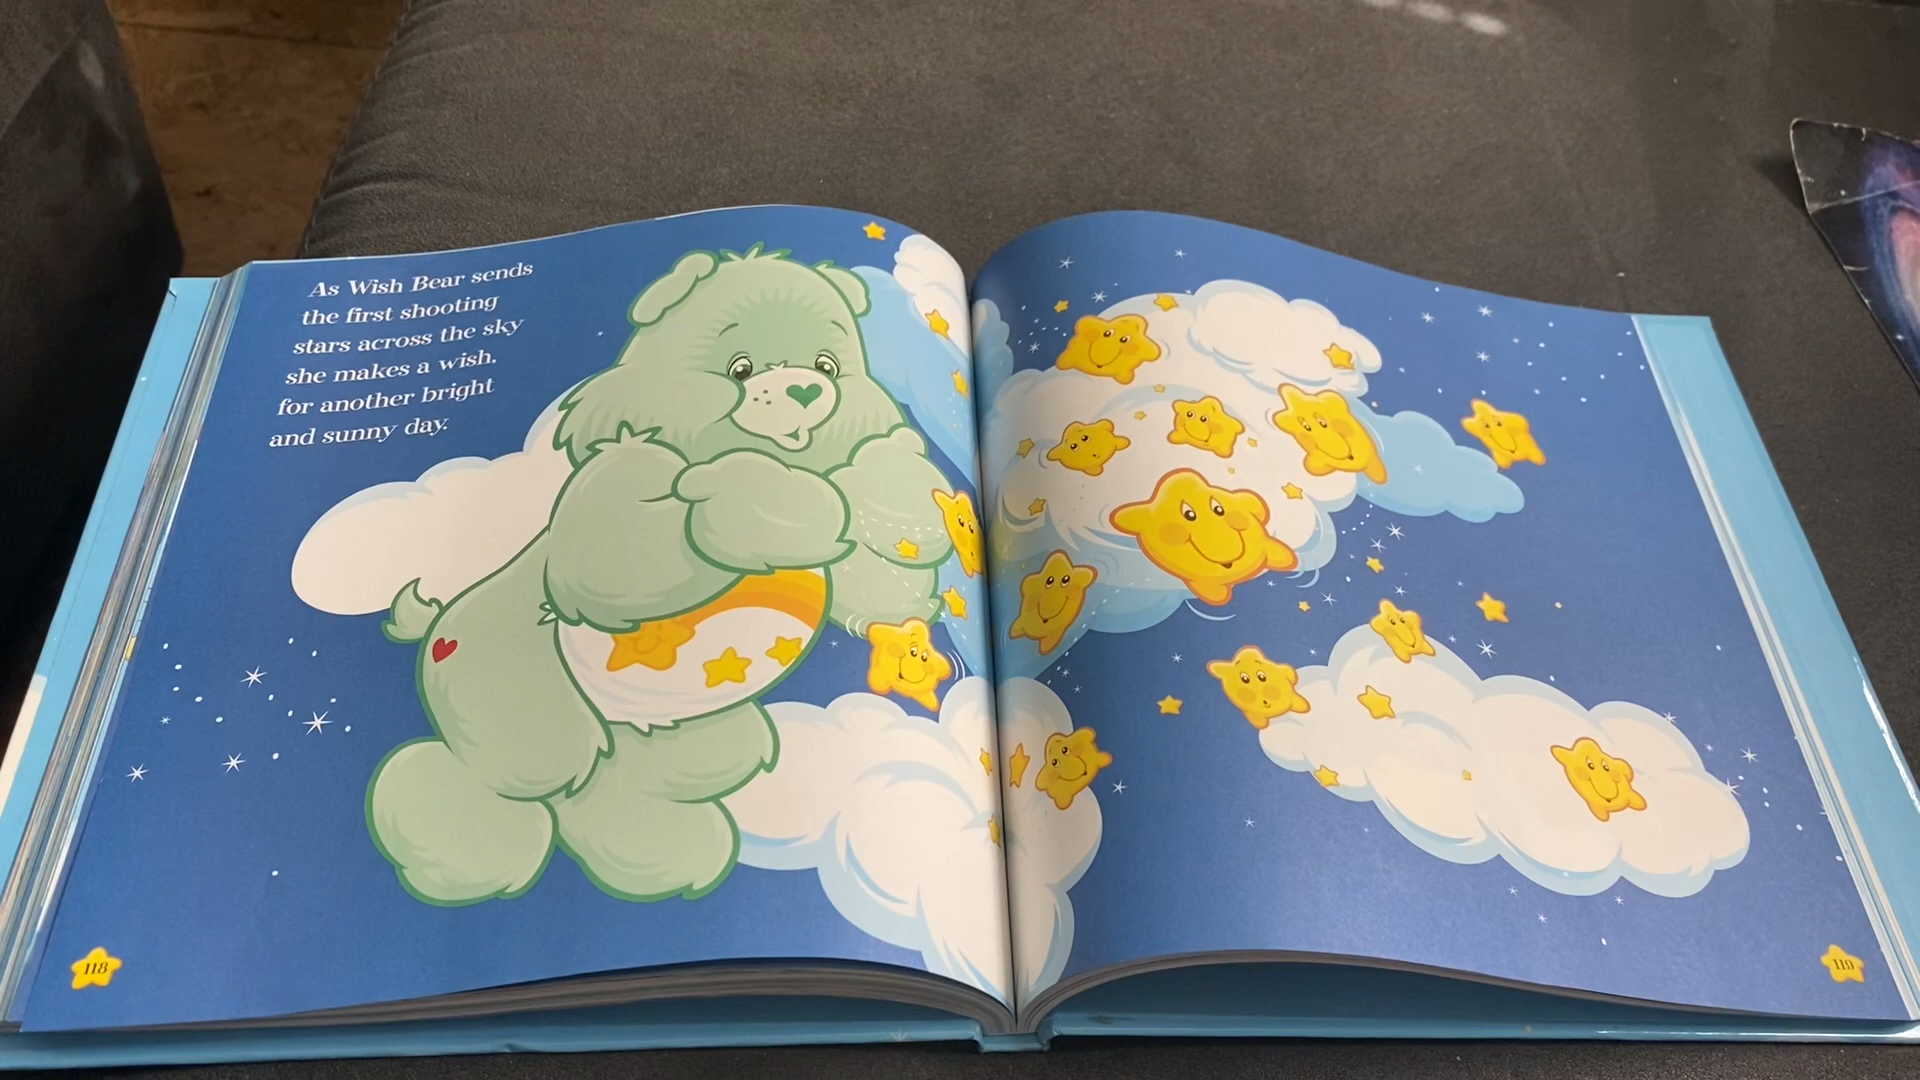 As Wish Bear sends
the first shooting
stars across the sky
she makes a wish.
for another bright
and sunny day.
118
119